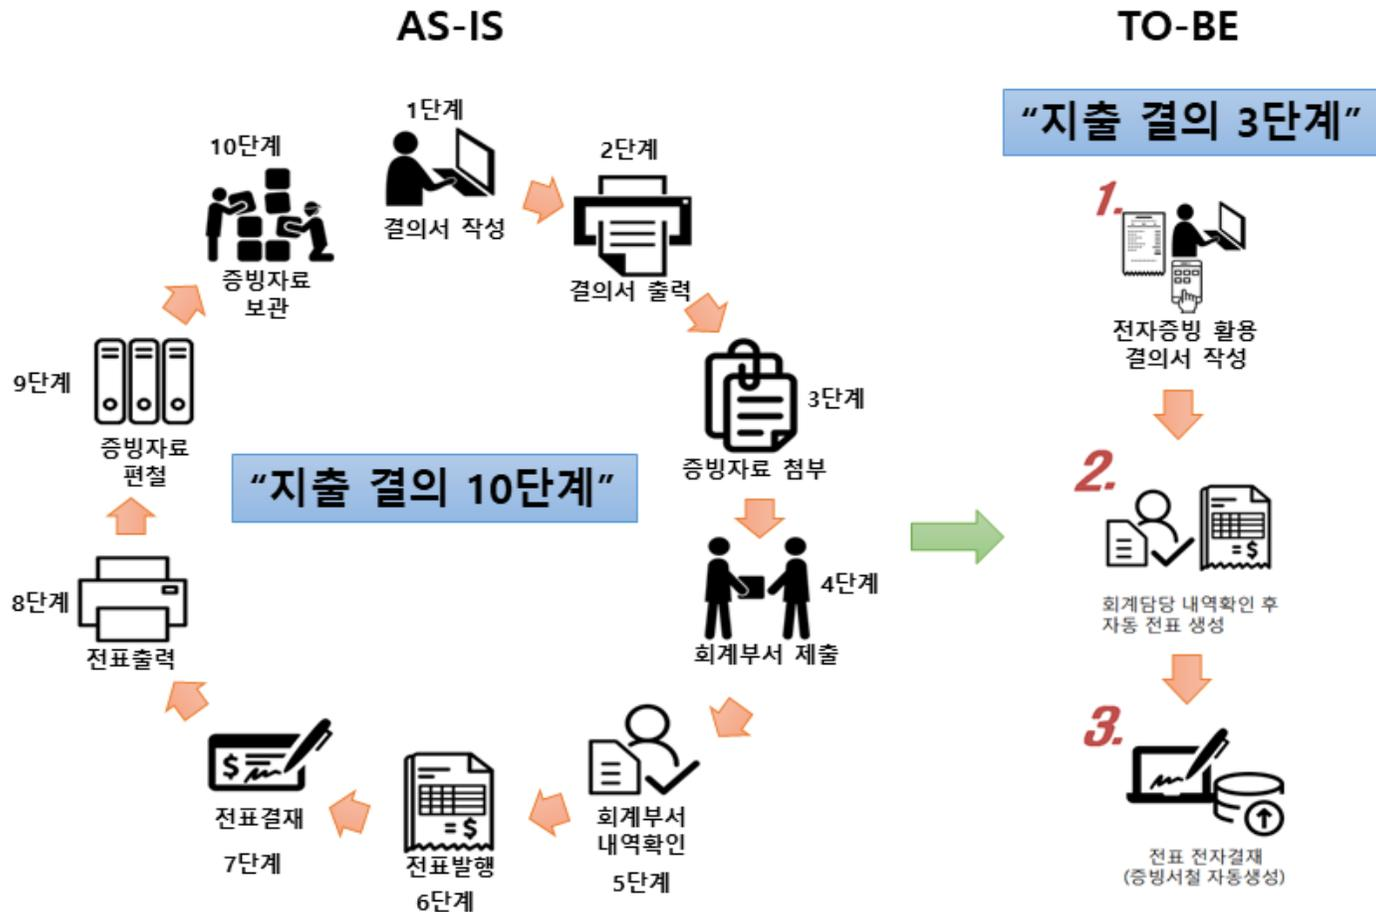 AS-IS
TO-BE
"지출 결의 3단계"
1단계
결의서 작성
2단계
결의서 출력
3단계
증빙자료 첨부
4단계
회계부서 제출
회계부서
내역확인
5단계
$
= $
전표발행
6단계
$
전표결재
7단계
8단계
전표출력
9단계
증빙자료
편철
10단계
증빙자료
보관
"지출 결의 10단계"
1.
전자증빙 활용
결의서 작성
2.
= $
회계담당 내역확인 후
자동 전표 생성
3.
전표 전자결재
(증빙서철 자동생성)